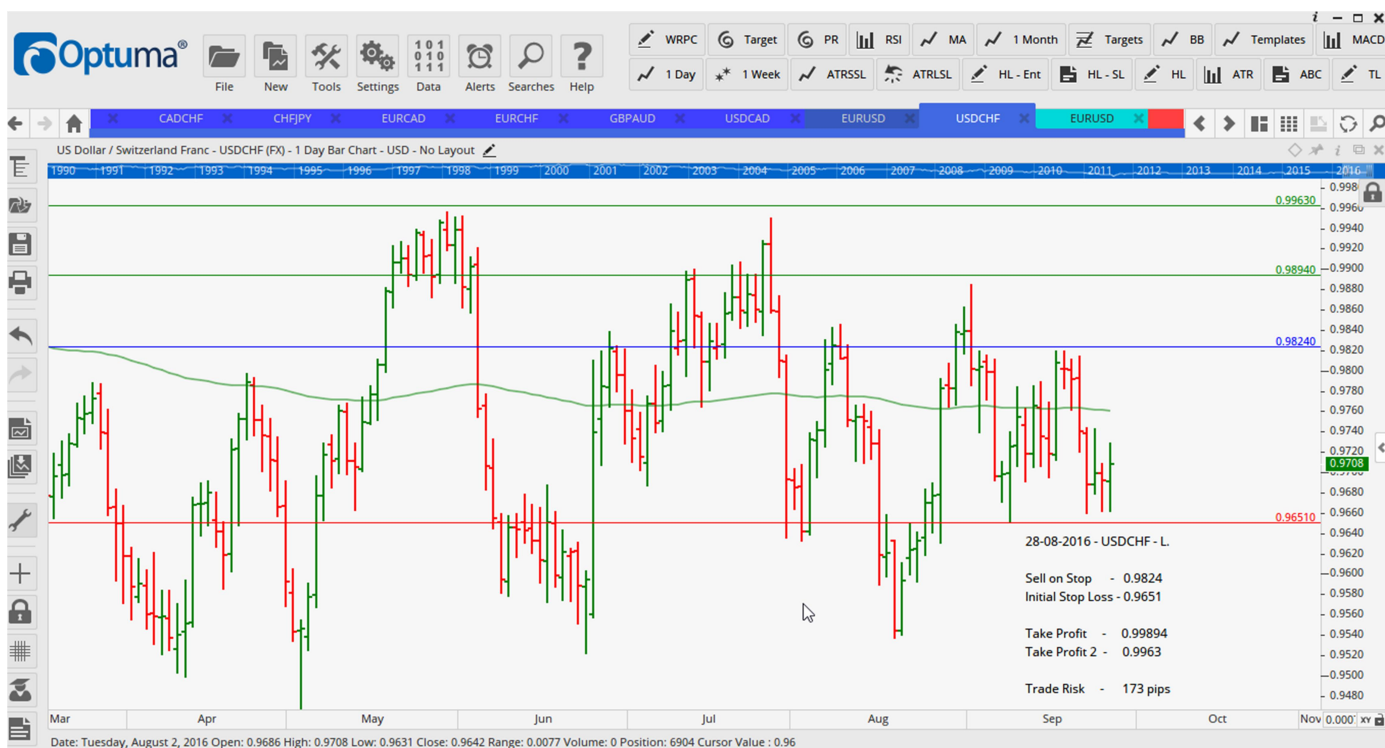 i
Optuma®
File
New
Tools
Settings
101 010 111
Data
Alerts
Searches
?
Help
WRPC
Target
PR
RSI
MA
1 Month
Targets
BB
Templates
MACD
1 Day
1 Week
ATRSSL
ATRLSL
HL - Ent
HL - SL
HL
ATR
ABC
TL
CADCHF
CHFJPY
EURCAD
EURCHF
GBPAUD
USDCAD
EURUSD
USDCHF
EURUSD
US Dollar / Switzerland Franc - USDCHF (FX) - 1 Day Bar Chart - USD - No Layout
1990 1991 1992 1993 1994 1995 1996 1997 1998 1999 2000 2001 2002 2003 2004 2005 2006 2007 2008 2009 2010 2011 2012 2013 2014 2015 2016
0.99630
0.9960
0.9940
0.9920
0.9900
0.98940
0.9880
0.9860
0.9840
0.98240
0.9820
0.9800
0.9780
0.9760
0.9740
0.9720
0.9708
0.9680
0.9660
0.96510
0.9640
0.9620
0.9600
0.9580
0.9560
0.9540
0.9520
0.9500
0.9480
28-08-2016 - USDCHF - L.
Sell on Stop - 0.9824
Initial Stop Loss - 0.9651
Take Profit - 0.99894
Take Profit 2 - 0.9963
Trade Risk - 173 pips
Mar Apr May Jun Jul Aug Sep Oct Nov
XY
Date: Tuesday, August 2, 2016 Open: 0.9686 High: 0.9708 Low: 0.9631 Close: 0.9642 Range: 0.0077 Volume: 0 Position: 6904 Cursor Value : 0.96